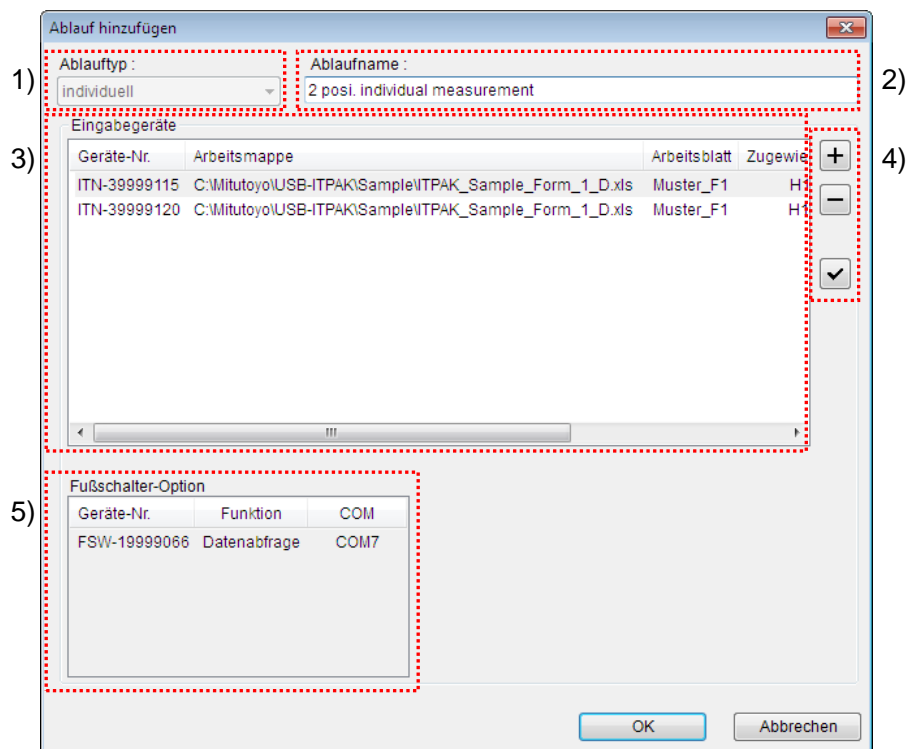 Ablauf hinzufügen
1) Ablauftyp : Ablaufname : 2)
individuell 2 posi. individual measurement
Eingabegeräte
3) Geräte-Nr. Arbeitsmappe Arbeitsblatt Zugewie + 4)
ITN-39999115 C:\Mitutoyo\USB-ITPAK\Sample\ITPAK_Sample_Form_1_D.xls Muster_F1 H1
ITN-39999120 C:\Mitutoyo\USB-ITPAK\Sample\ITPAK_Sample_Form_1_D.xls Muster_F1 H1
Fußschalter-Option
5) Geräte-Nr. Funktion COM
FSW-19999066 Datenabfrage COM7
OK Abbrechen